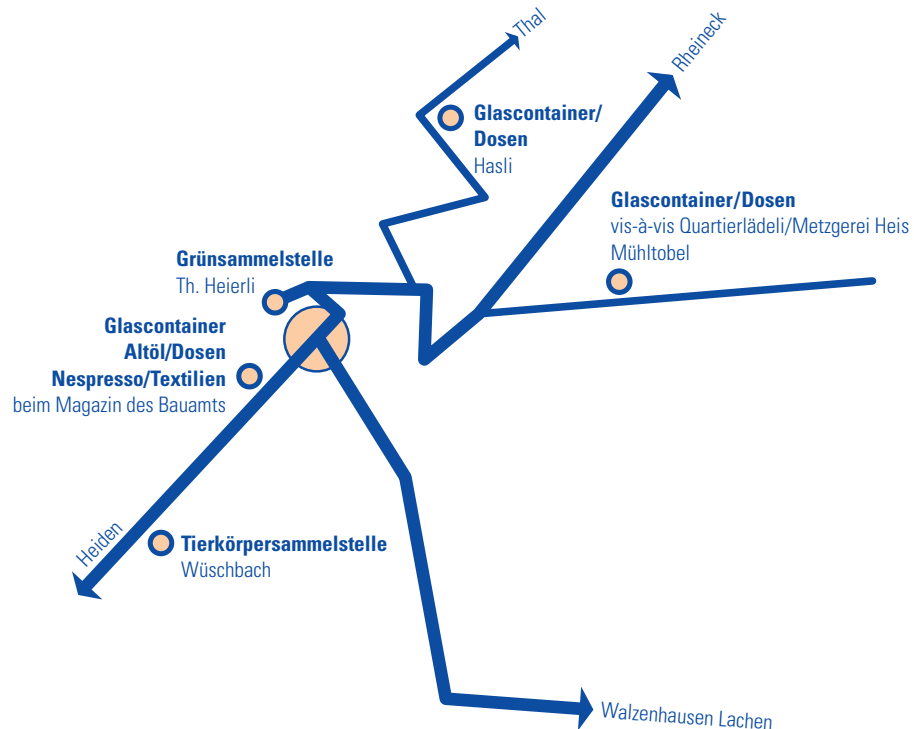 Thal
Rheineck
Glascontainer/
Dosen
Hasli
Glascontainer/Dosen
vis-à-vis Quartierlädeli/Metzgerei Heis
Mühltobel
Grünsammelstelle
Th. Heierli
Glascontainer
Altöl/Dosen
Nespresso/Textilien
beim Magazin des Bauamts
Heiden
Tierkörpersammelstelle
Wüschbach
Walzenhausen Lachen